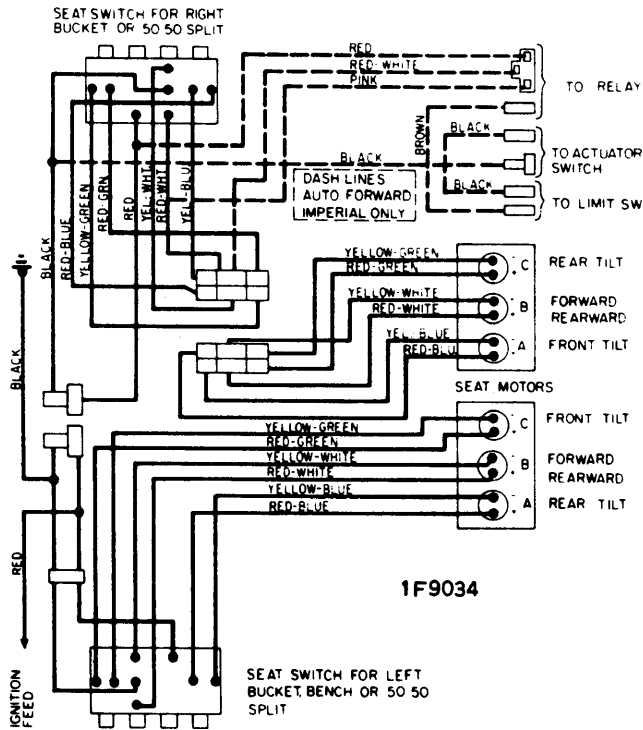 SEAT SWITCH FOR RIGHT
BUCKET OR 50 50 SPLIT
RED
RED-WHITE
PINK
TO RELAY
BROWN
BLACK
BLACK
TO ACTUATOR
SWITCH
BLACK
TO LIMIT SW
DASH LINES
AUTO FORWARD
IMPERIAL ONLY
BLACK
RED-BLUE
YELLOW-GREEN
RED-GRN
RED
YEL-WHT
RED-WHT
YEL-BLU
YELLOW-GREEN
RED-GREEN
YELLOW-WHITE
RED-WHITE
YEL-BLUE
RED-BLU
C REAR TILT
B FORWARD
REARWARD
A FRONT TILT
SEAT MOTORS
BLACK
YELLOW-GREEN
RED-GREEN
YELLOW-WHITE
RED-WHITE
YELLOW-BLUE
RED-BLUE
C FRONT TILT
B FORWARD
REARWARD
A REAR TILT
RED
1F9034
IGNITION
FEED
SEAT SWITCH FOR LEFT
BUCKET, BENCH OR 50 50
SPLIT